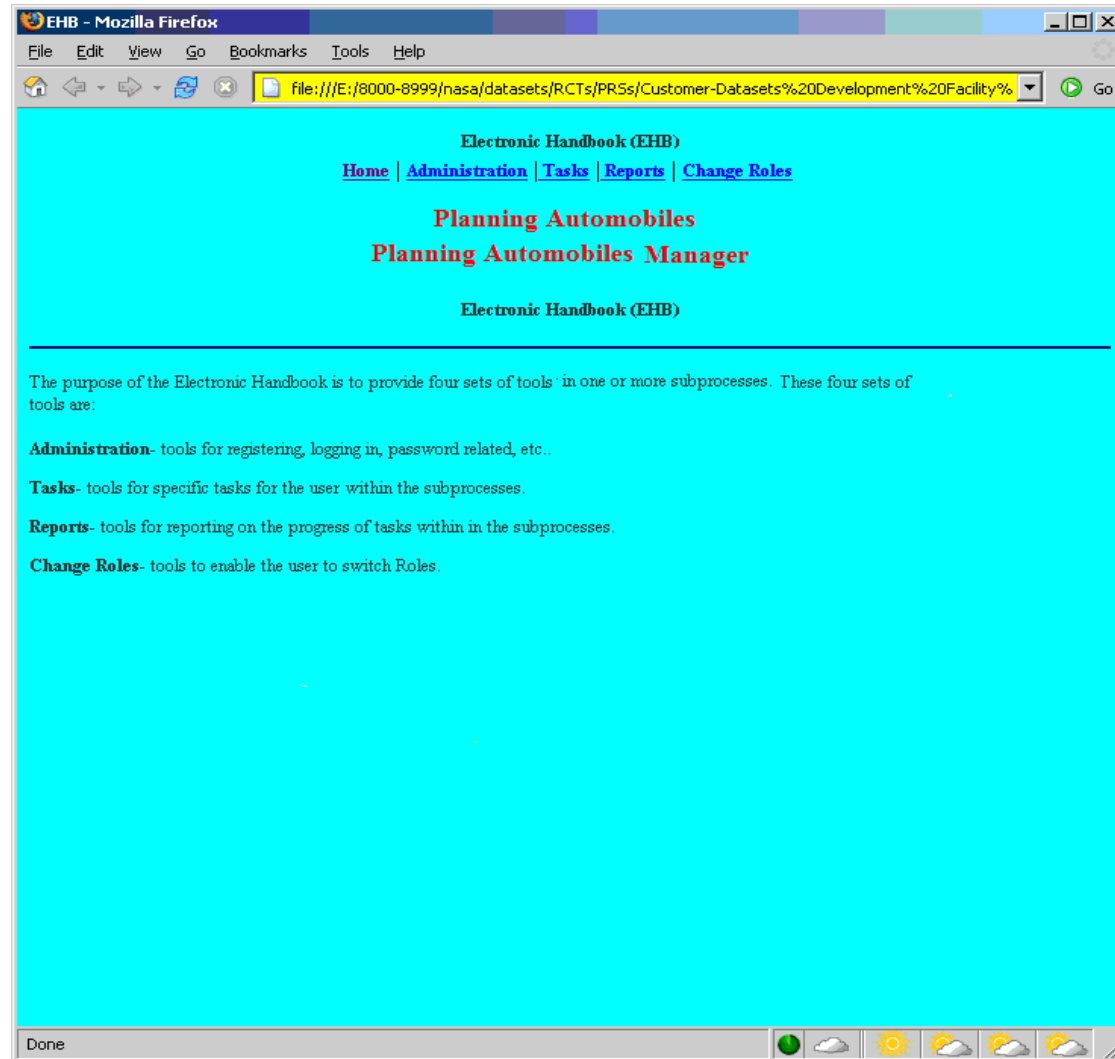 EHB - Mozilla Firefox
File Edit View Go Bookmarks Tools Help
file:///E:/8000-8999/nasa/datasets/RCTs/PRSs/Customer-Datasets%20Development%20Facility% Go
Electronic Handbook (EHB)
Home | Administration | Tasks | Reports | Change Roles
Planning Automobiles
Planning Automobiles Manager
Electronic Handbook (EHB)
The purpose of the Electronic Handbook is to provide four sets of tools in one or more subprocesses. These four sets of
tools are:
Administration- tools for registering, logging in, password related, etc..
Tasks- tools for specific tasks for the user within the subprocesses.
Reports- tools for reporting on the progress of tasks within in the subprocesses.
Change Roles- tools to enable the user to switch Roles.
Done